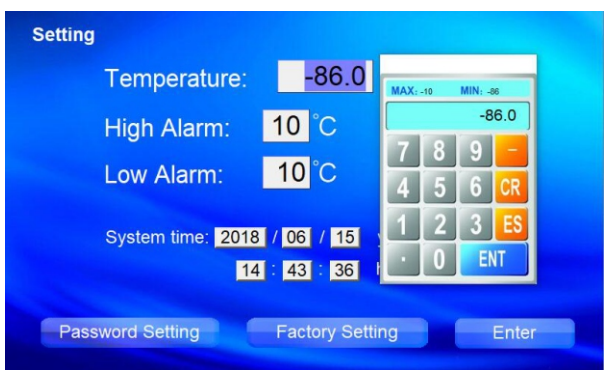 Setting
Temperature: -86.0
High Alarm: 10 °C
Low Alarm: 10 °C
System time: 2018 / 06 / 15
14 : 43 : 36
MAX: -10 MIN: -86
-86.0
7 8 9 -
4 5 6 CR
1 2 3 ES
. 0 ENT
Password Setting Factory Setting Enter